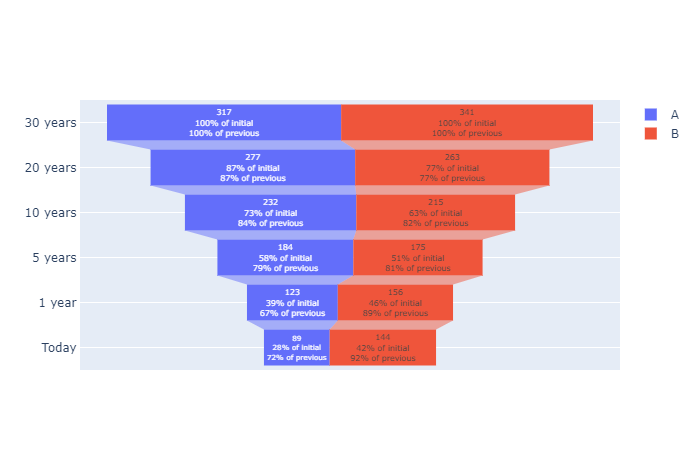 30 years
317
100% of initial
100% of previous
341
100% of initial
100% of previous
20 years
277
87% of initial
87% of previous
263
77% of initial
77% of previous
10 years
232
73% of initial
84% of previous
215
63% of initial
82% of previous
5 years
184
58% of initial
79% of previous
175
51% of initial
81% of previous
1 year
123
39% of initial
67% of previous
156
46% of initial
89% of previous
Today
89
28% of initial
72% of previous
144
42% of initial
92% of previous
A
B